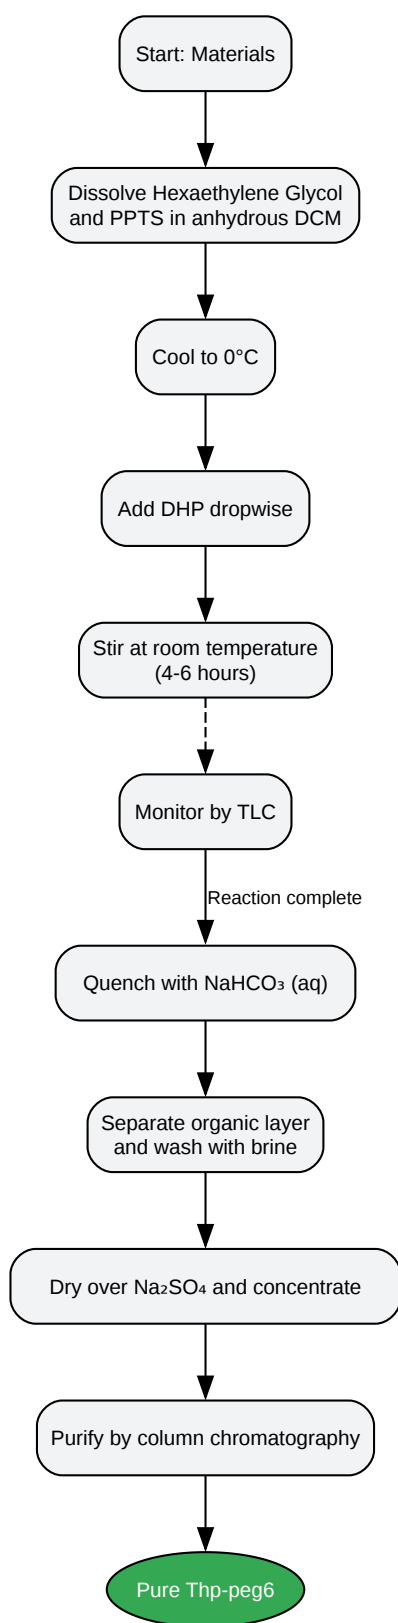 Start: Materials
Dissolve Hexaethylene Glycol
and PPTS in anhydrous DCM
Cool to 0°C
Add DHP dropwise
Stir at room temperature
(4-6 hours)
Monitor by TLC
Reaction complete
Quench with NaHCO₃ (aq)
Separate organic layer
and wash with brine
Dry over Na₂SO₄ and concentrate
Purify by column chromatography
Pure Thp-peg6